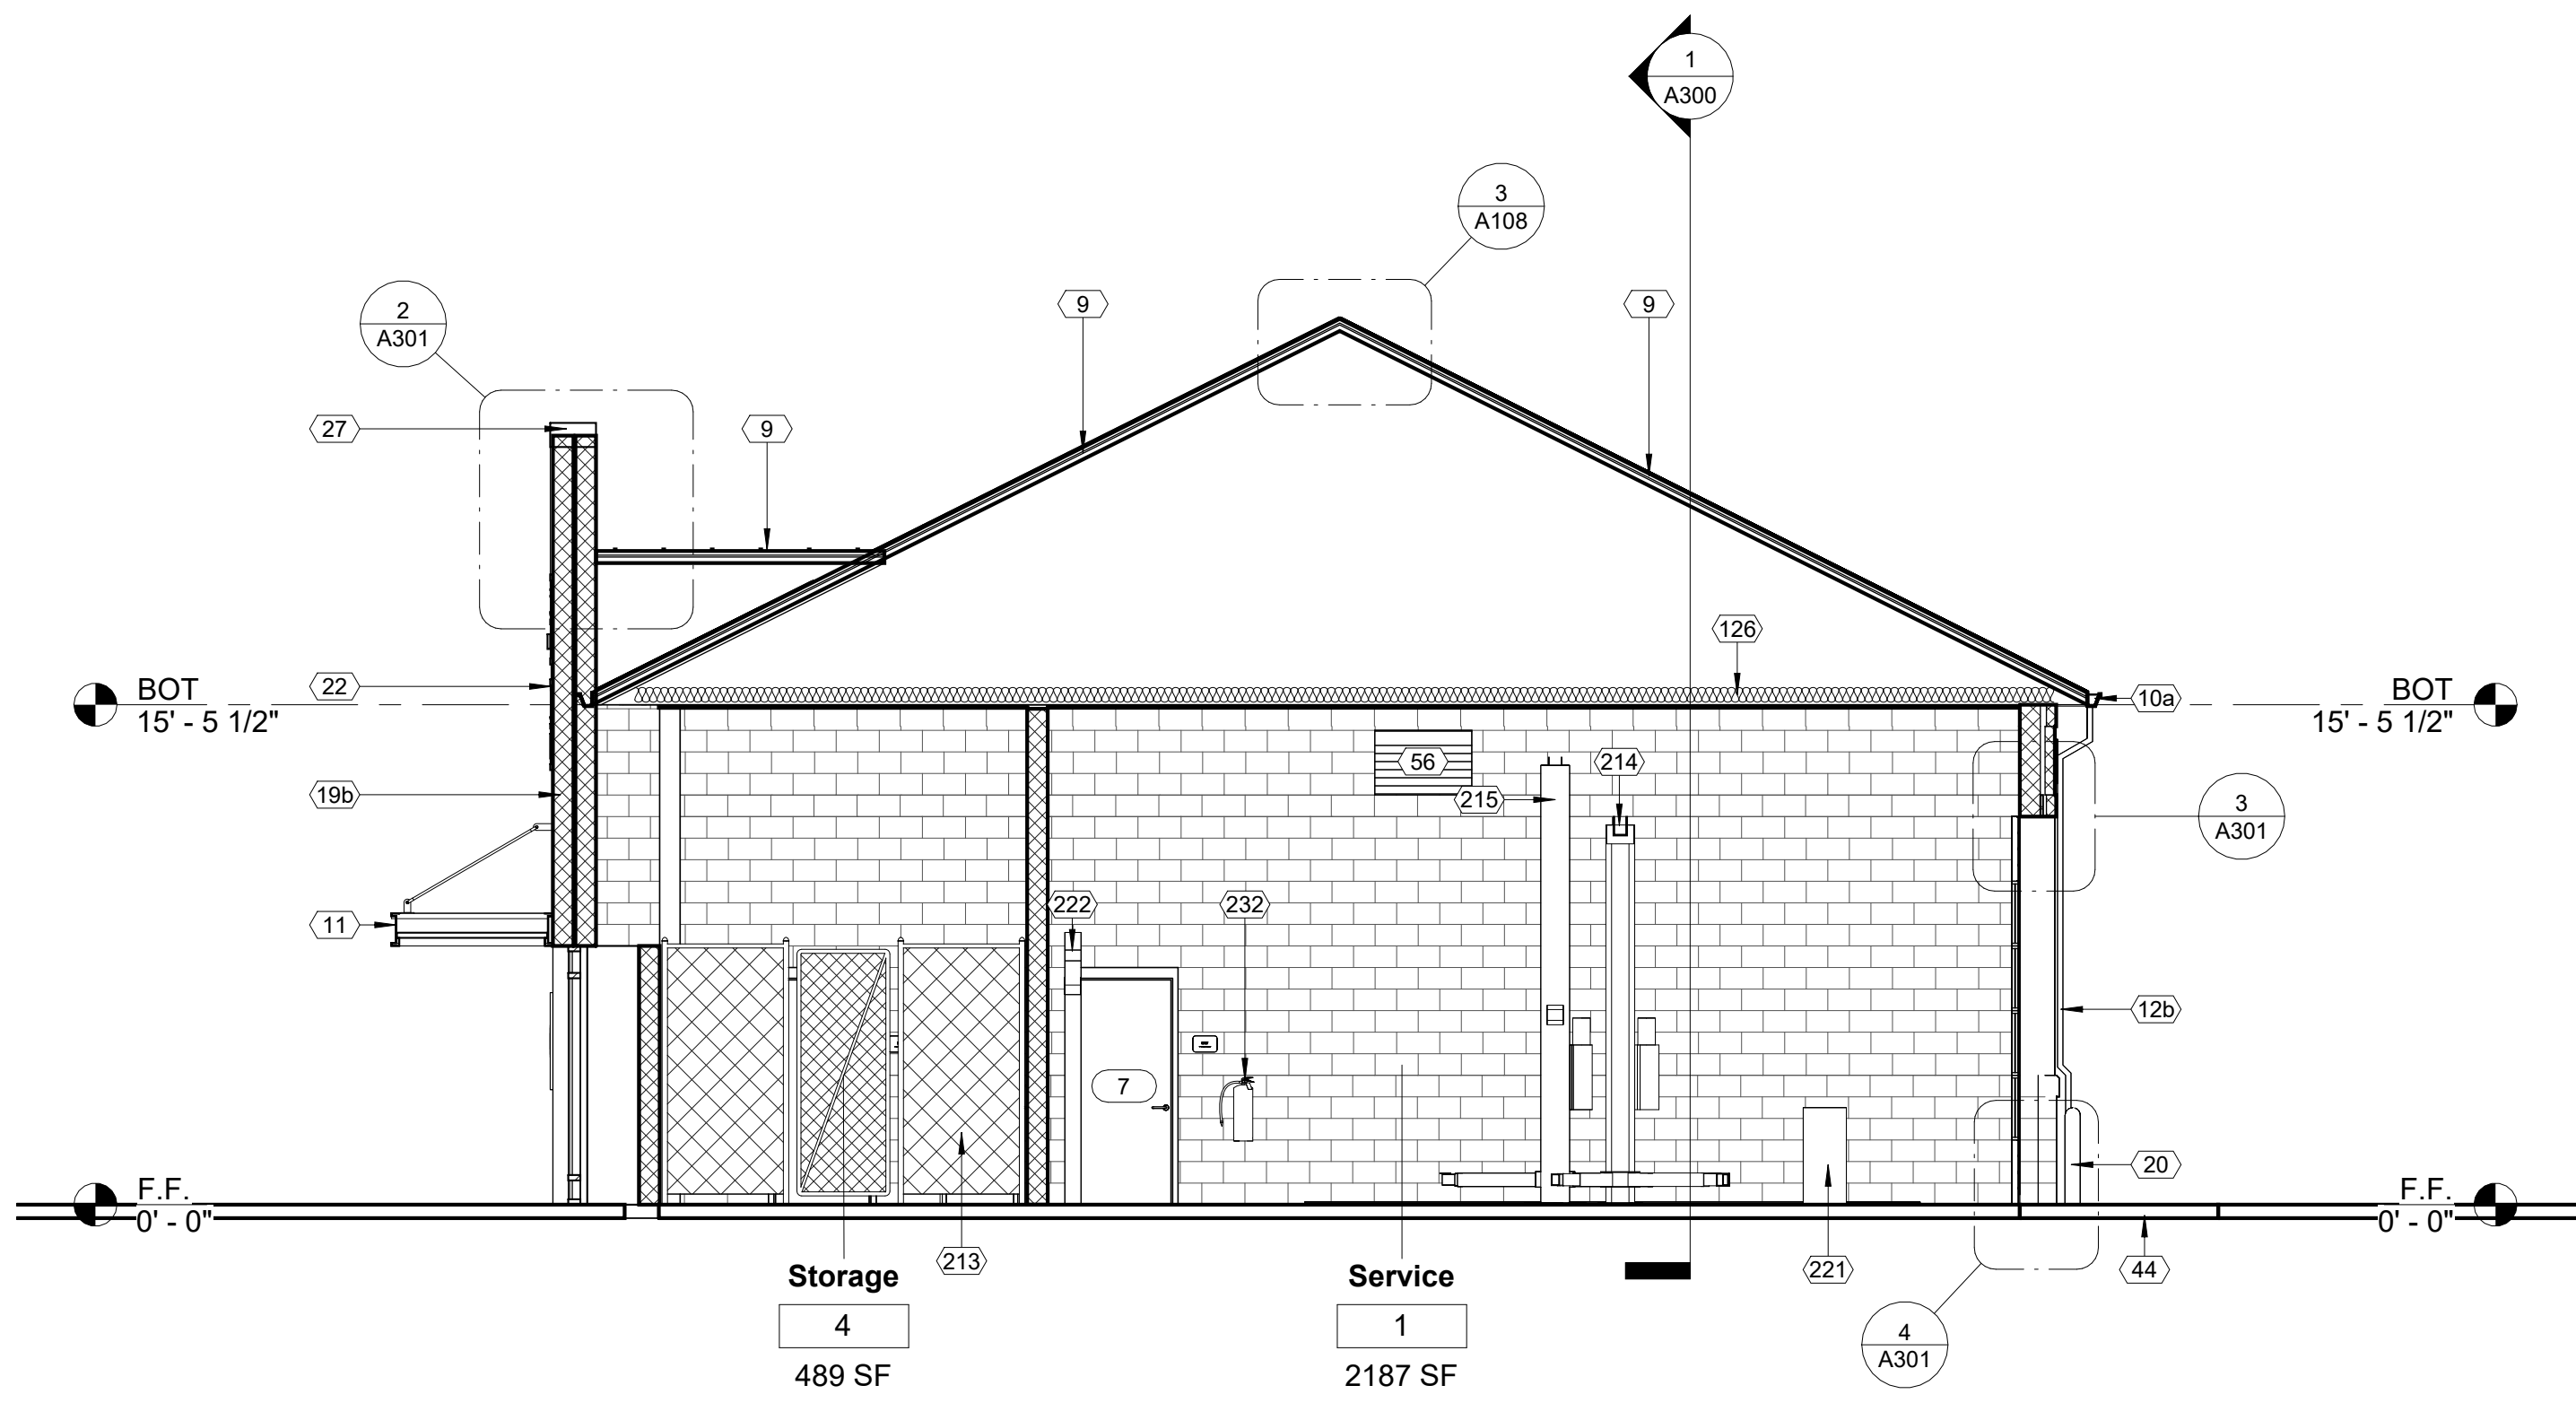 1
A300
3
A108
2
A301
9
9
27
9
126
22
BOT
15' - 5 1/2"
10a
BOT
15' - 5 1/2"
56
214
19b
215
3
A301
11
222
232
12b
7
20
F.F.
0' - 0"
F.F.
0' - 0"
213
221
44
Storage
4
489 SF
Service
1
2187 SF
4
A301